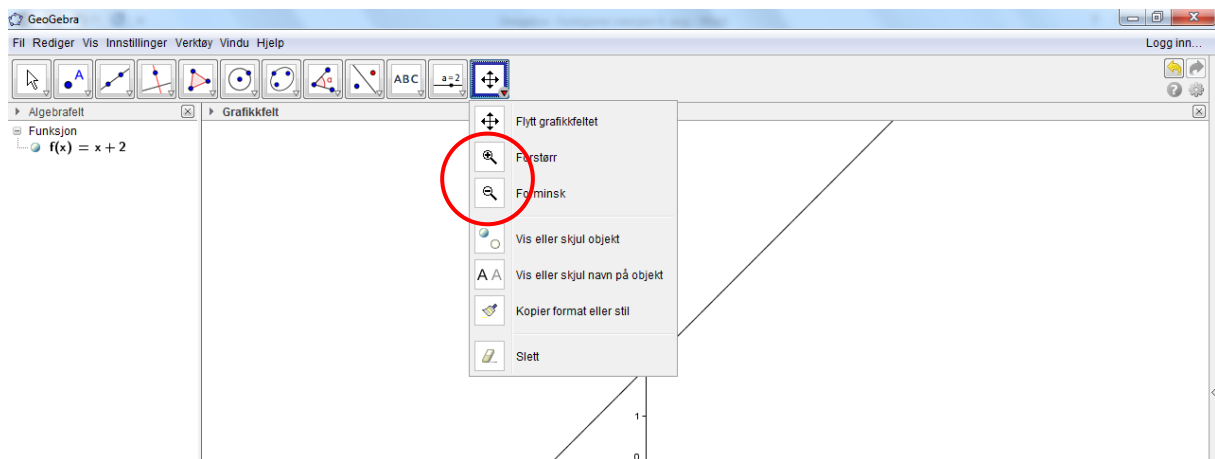 GeoGebra
Fil Rediger Vis Innstillinger Verktøy Vindu Hjelp Logg inn...
A α ABC a=2
Algebrafelt Grafikkfelt
Funksjon
f(x) = x + 2
Flytt grafikkfeltet
Forstørr
Forminsk
Vis eller skjul objekt
A A Vis eller skjul navn på objekt
Kopier format eller stil
Slett
1
0